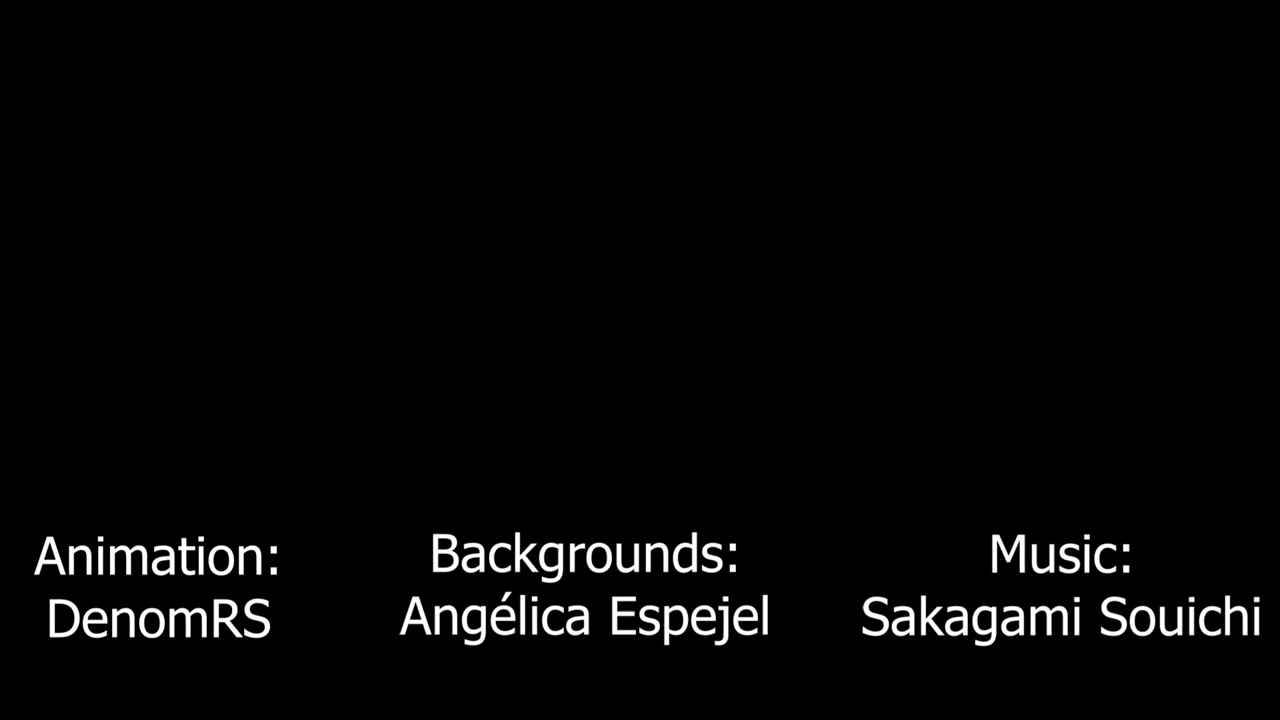 Animation:
DenomRS
Backgrounds:
Angélica Espejel
Music:
Sakagami Souichi